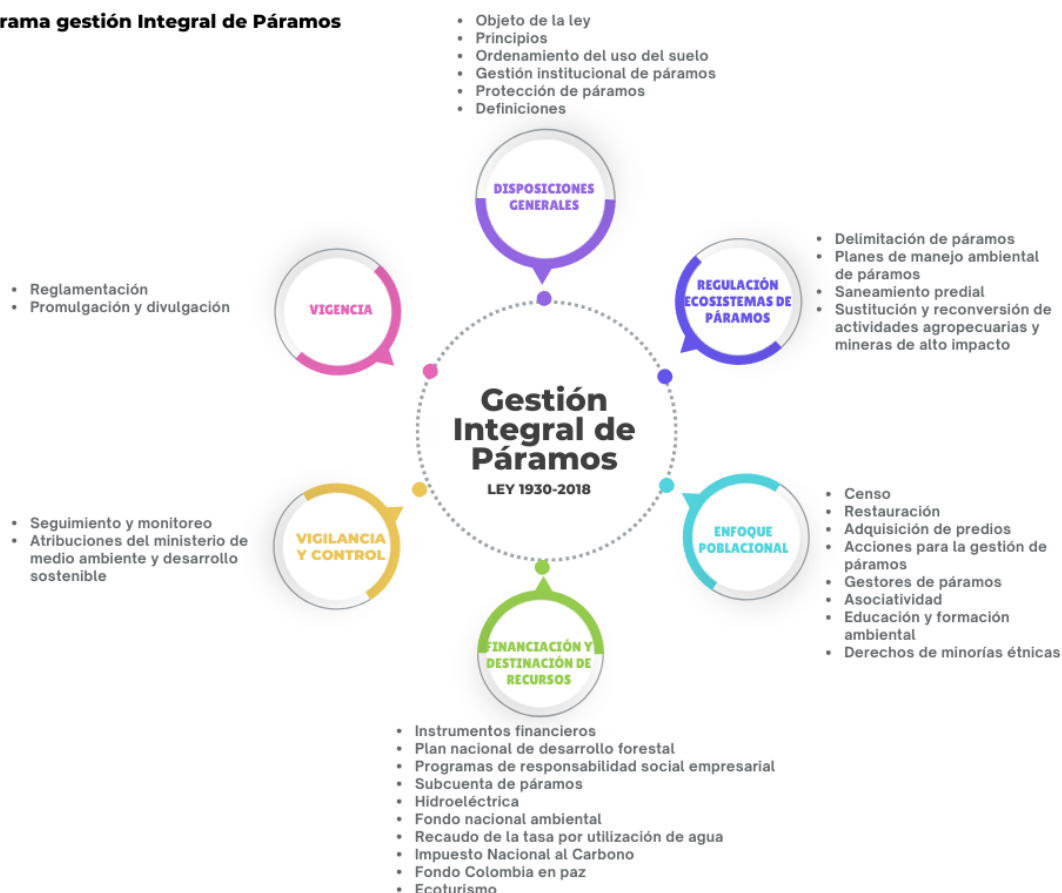 rama gestión Integral de Páramos
Objeto de la ley
Principios
Ordenamiento del uso del suelo
Gestión institucional de páramos
Protección de páramos
Definiciones
DISPOSICIONES
GENERALES
Delimitación de páramos
Planes de manejo ambiental
de páramos
Saneamiento predial
Sustitución y reconversión de
actividades agropecuarias y
mineras de alto impacto
REGULACIÓN
ECOSISTEMAS DE
PÁRAMOS
Reglamentación
Promulgación y divulgación
VIGENCIA
Gestión
Integral de
Páramos
LEY 1930-2018
Censo
Restauración
Adquisición de predios
Acciones para la gestión de
páramos
Gestores de páramos
Asociatividad
Educación y formación
ambiental
Derechos de minorías étnicas
ENFOQUE
POBLACIONAL
Seguimiento y monitoreo
Atribuciones del ministerio de
medio ambiente y desarrollo
sostenible
VIGILANCIA
Y CONTROL
FINANCIACIÓN Y
DESTINACIÓN DE
RECURSOS
Instrumentos financieros
Plan nacional de desarrollo forestal
Programas de responsabilidad social empresarial
Subcuenta de páramos
Hidroeléctrica
Fondo nacional ambiental
Recaudo de la tasa por utilización de agua
Impuesto Nacional al Carbono
Fondo Colombia en paz
Ecoturismo